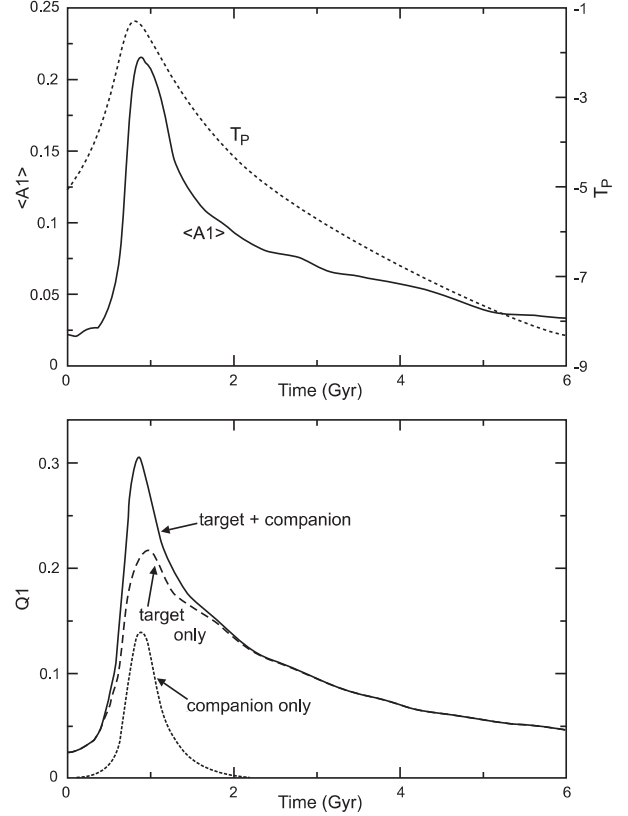 0.25
0.2
0.15
0.1
0.05
0
<A1>
-1
-3
-5
-7
-9
T_P
T_P
<A1>
0 2 4 6
Time (Gyr)
0.3
0.2
0.1
0
Q1
target + companion
target
only
companion only
0 2 4 6
Time (Gyr)